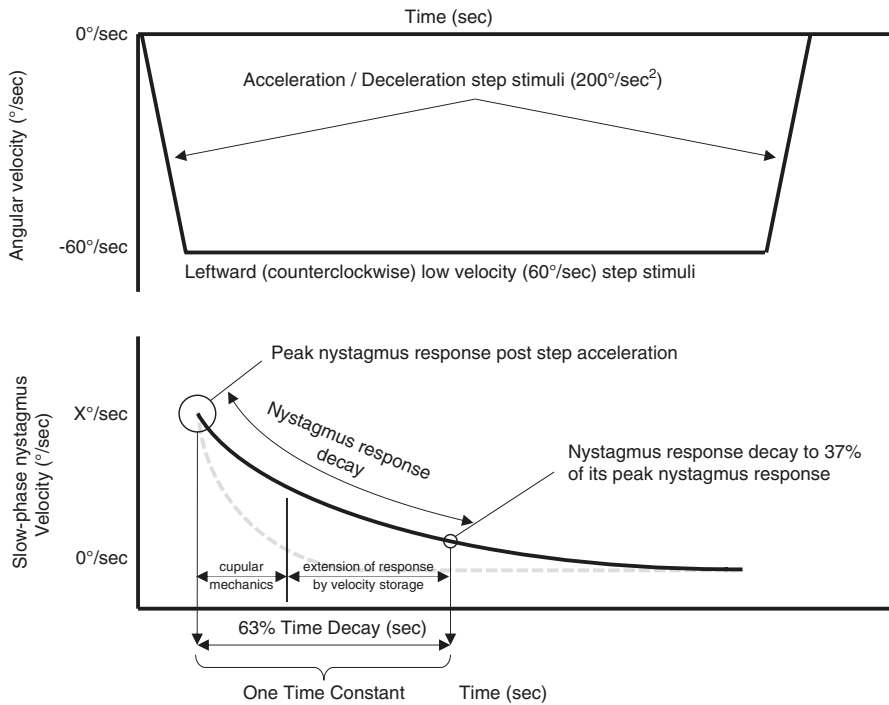 Time (sec)
0°/sec
Acceleration / Deceleration step stimuli (200°/sec²)
Angular velocity (°/sec)
-60°/sec
Leftward (counterclockwise) low velocity (60°/sec) step stimuli
Peak nystagmus response post step acceleration
X°/sec
Nystagmus response
decay
Nystagmus response decay to 37%
of its peak nystagmus response
Slow-phase nystagmus
Velocity (°/sec)
0°/sec
cupular
mechanics
extension of response
by velocity storage
63% Time Decay (sec)
One Time Constant
Time (sec)